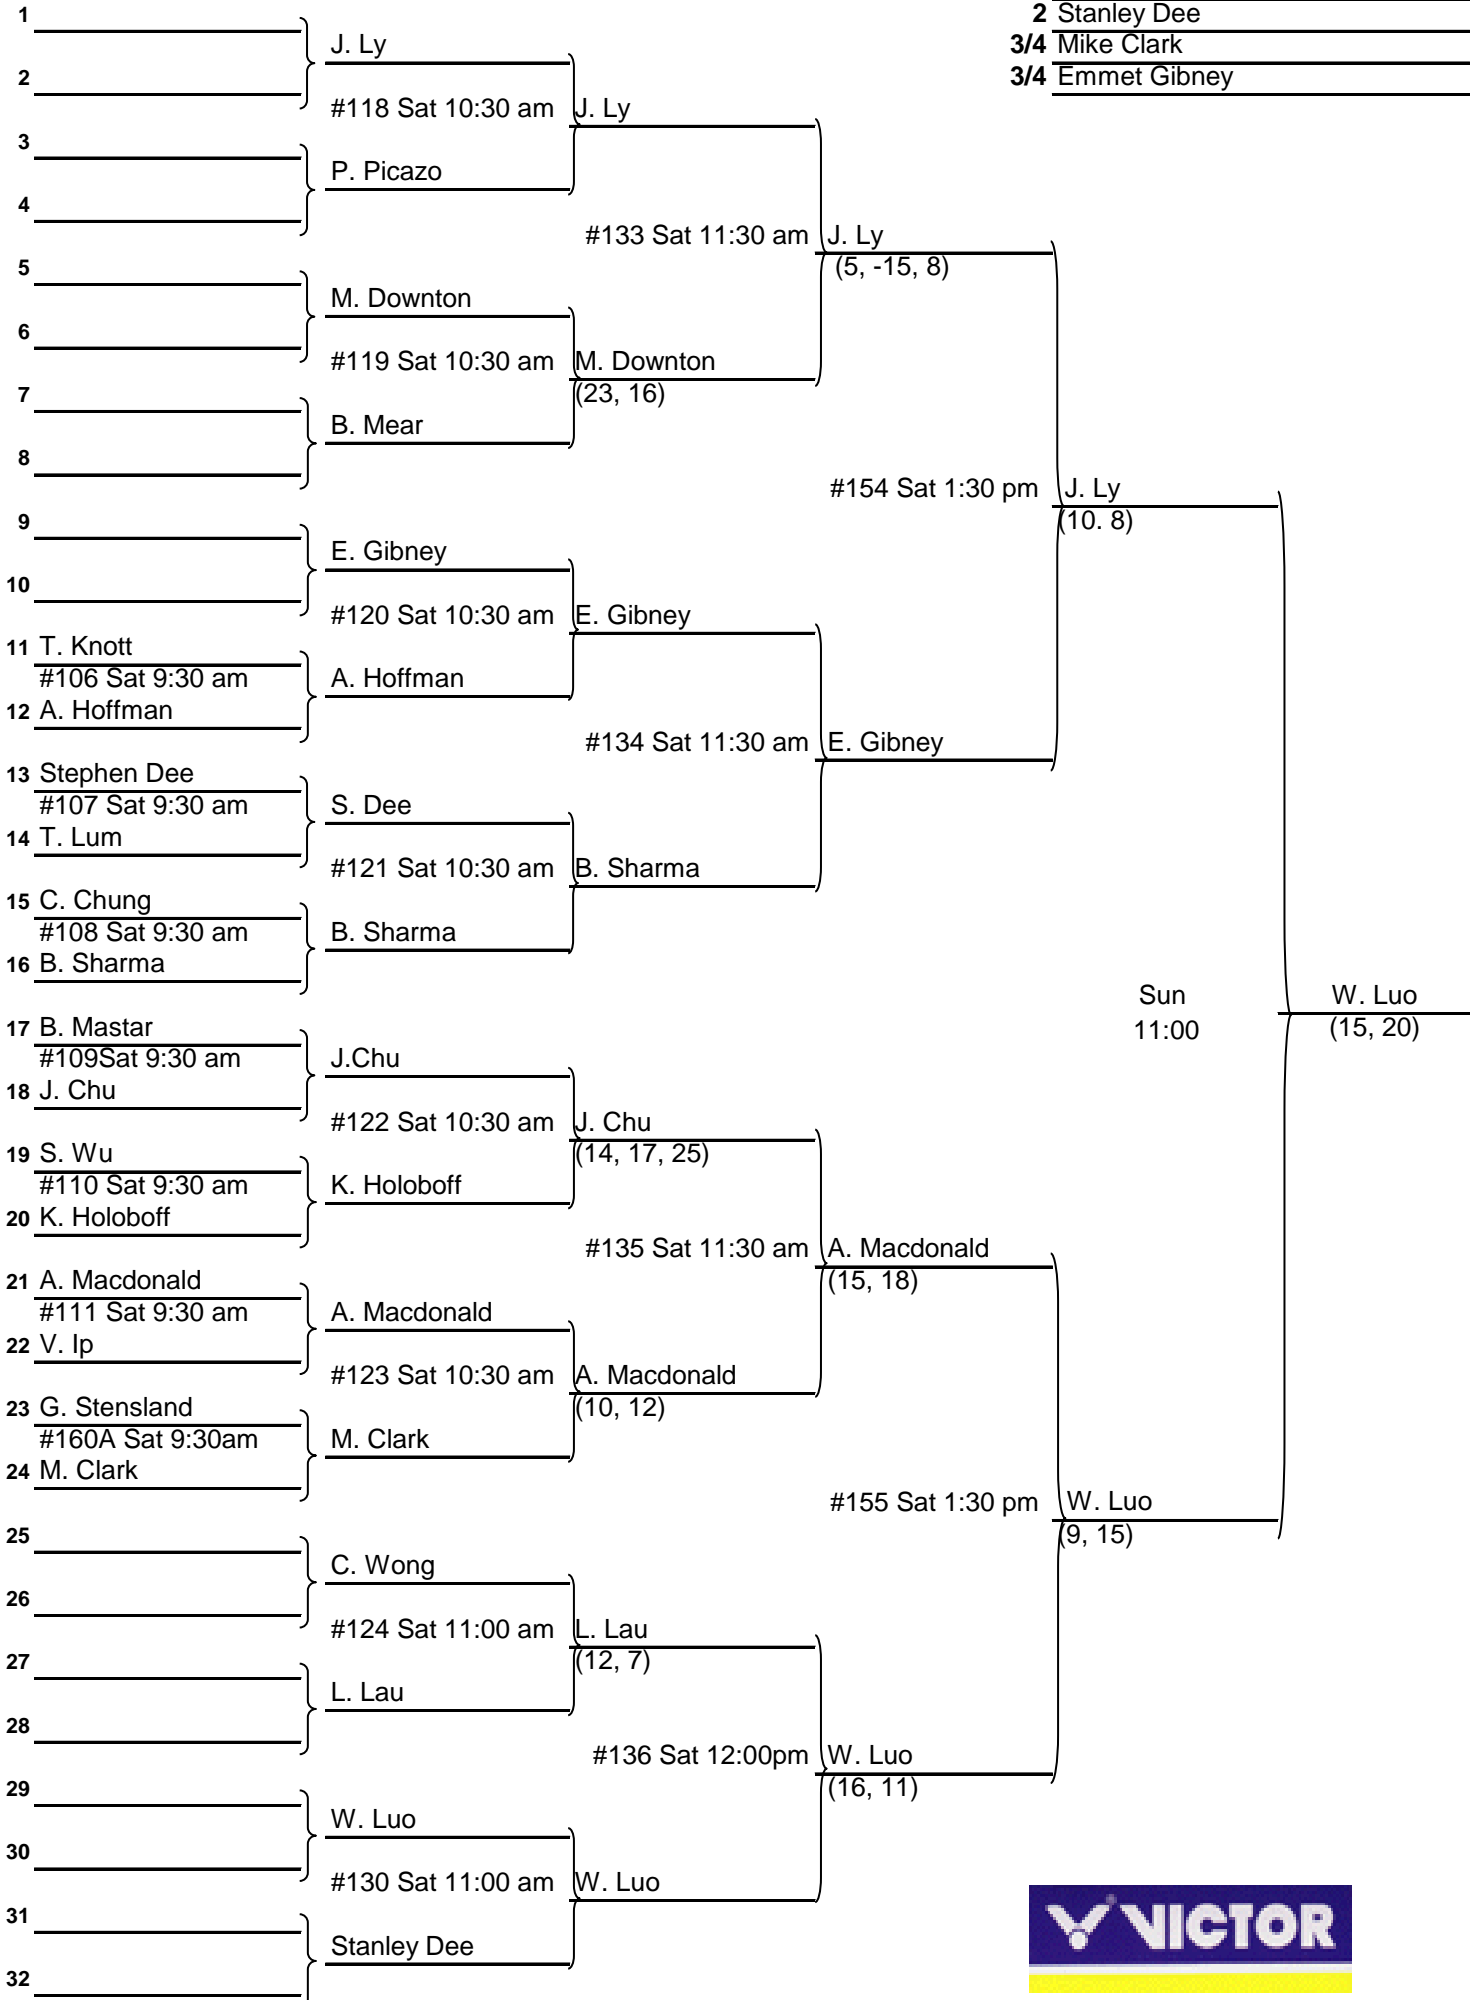 2 Stanley Dee
3/4 Mike Clark
3/4 Emmet Gibney
1
J. Ly
2
#118 Sat 10:30 am J. Ly
3
P. Picazo
4
#133 Sat 11:30 am J. Ly
5
(5, -15, 8)
M. Downton
6
#119 Sat 10:30 am M. Downton
7
(23, 16)
B. Mear
8
#154 Sat 1:30 pm J. Ly
9
(10. 8)
E. Gibney
10
#120 Sat 10:30 am E. Gibney
11 T. Knott
#106 Sat 9:30 am
A. Hoffman
12 A. Hoffman
#134 Sat 11:30 am E. Gibney
13 Stephen Dee
#107 Sat 9:30 am
S. Dee
14 T. Lum
#121 Sat 10:30 am B. Sharma
15 C. Chung
#108 Sat 9:30 am
B. Sharma
16 B. Sharma
Sun
11:00
W. Luo
(15, 20)
17 B. Mastar
#109Sat 9:30 am
J.Chu
18 J. Chu
#122 Sat 10:30 am J. Chu
(14, 17, 25)
19 S. Wu
#110 Sat 9:30 am
K. Holoboff
20 K. Holoboff
#135 Sat 11:30 am A. Macdonald
(15, 18)
21 A. Macdonald
#111 Sat 9:30 am
A. Macdonald
22 V. Ip
#123 Sat 10:30 am A. Macdonald
(10, 12)
23 G. Stensland
#160A Sat 9:30am
M. Clark
24 M. Clark
#155 Sat 1:30 pm W. Luo
(9, 15)
25
C. Wong
26
#124 Sat 11:00 am L. Lau
(12, 7)
27
L. Lau
28
#136 Sat 12:00pm W. Luo
(16, 11)
29
W. Luo
30
#130 Sat 11:00 am W. Luo
31
Stanley Dee
32
VICTOR